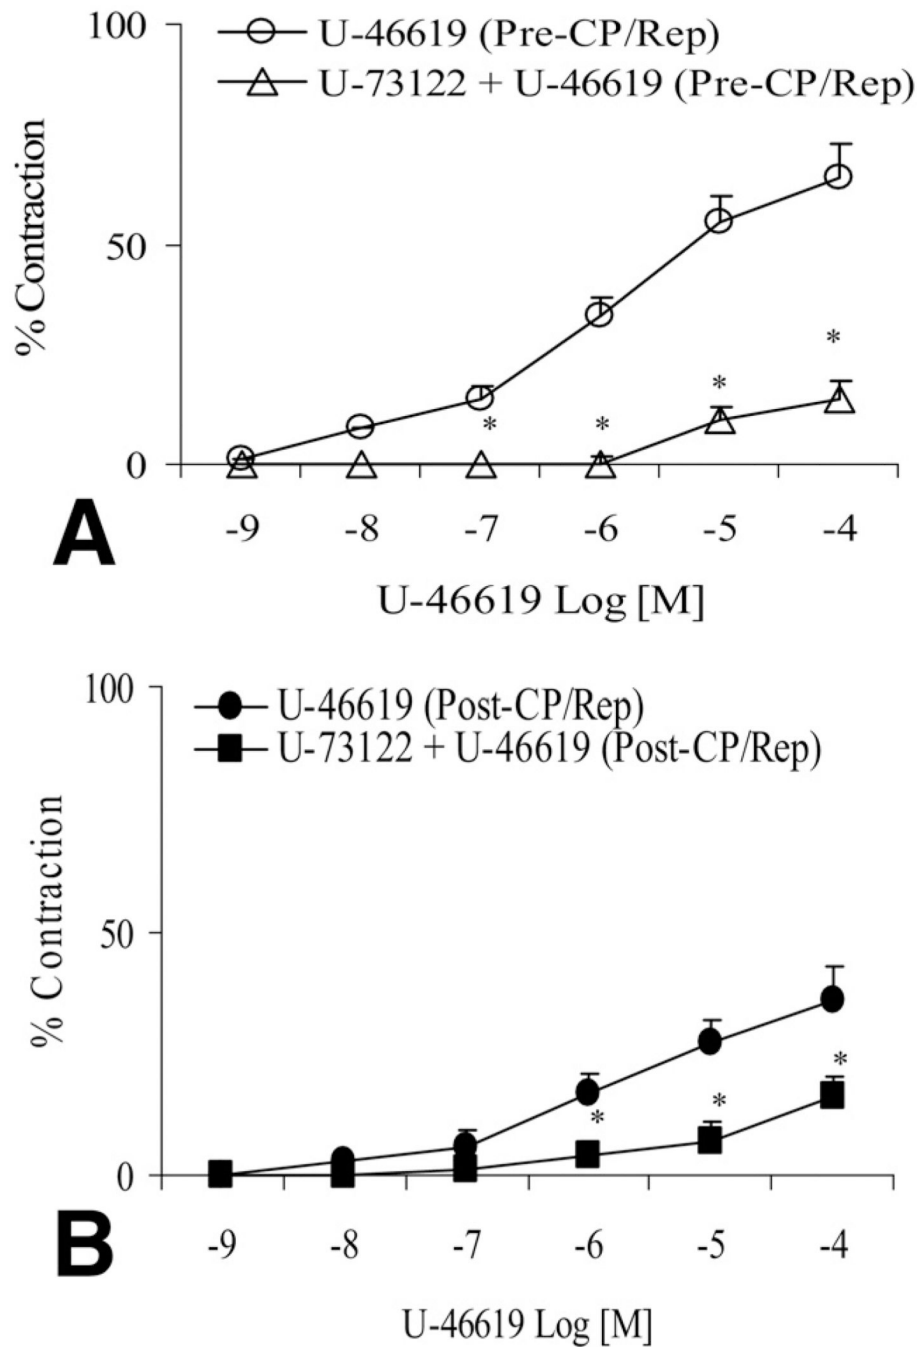 100
U-46619 (Pre-CP/Rep)
U-73122 + U-46619 (Pre-CP/Rep)
% Contraction
50
*
*
*
*
0
-9 -8 -7 -6 -5 -4
A
U-46619 Log [M]
100
U-46619 (Post-CP/Rep)
U-73122 + U-46619 (Post-CP/Rep)
% Contraction
50
*
*
*
0
-9 -8 -7 -6 -5 -4
B
U-46619 Log [M]